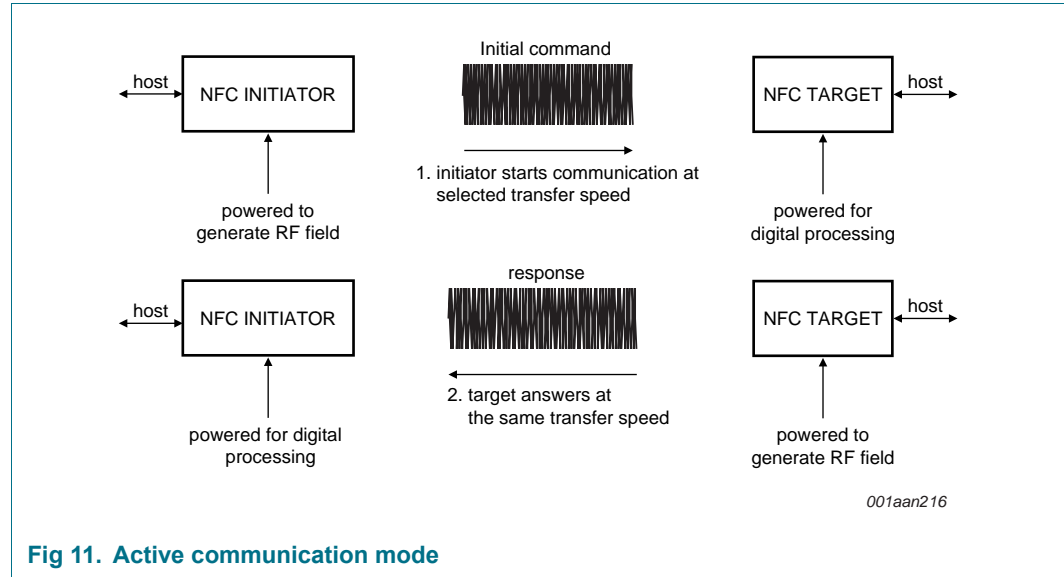 Initial command
host
NFC INITIATOR
NFC TARGET
host
1. initiator starts communication at
selected transfer speed
powered to
generate RF field
powered for
digital processing
response
host
NFC INITIATOR
NFC TARGET
host
2. target answers at
the same transfer speed
powered for digital
processing
powered to
generate RF field
001aan216
Fig 11. Active communication mode